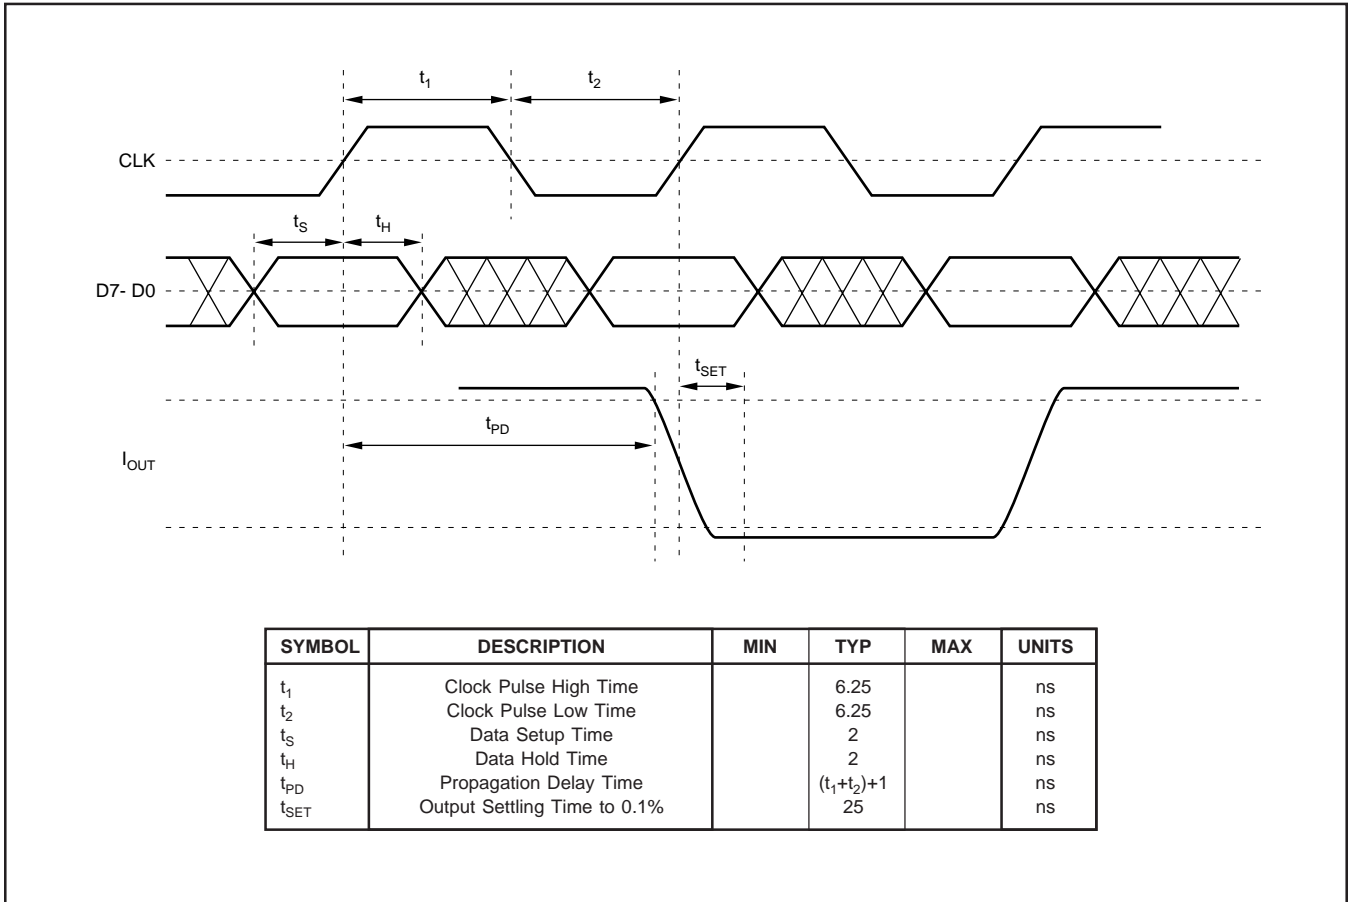 t1 t2
CLK
tS tH
D7- D0
tSET
tPD
IOUT
SYMBOL DESCRIPTION MIN TYP MAX UNITS
t1 Clock Pulse High Time 6.25 ns
t2 Clock Pulse Low Time 6.25 ns
tS Data Setup Time 2 ns
tH Data Hold Time 2 ns
tPD Propagation Delay Time (t1+t2)+1 ns
tSET Output Settling Time to 0.1% 25 ns